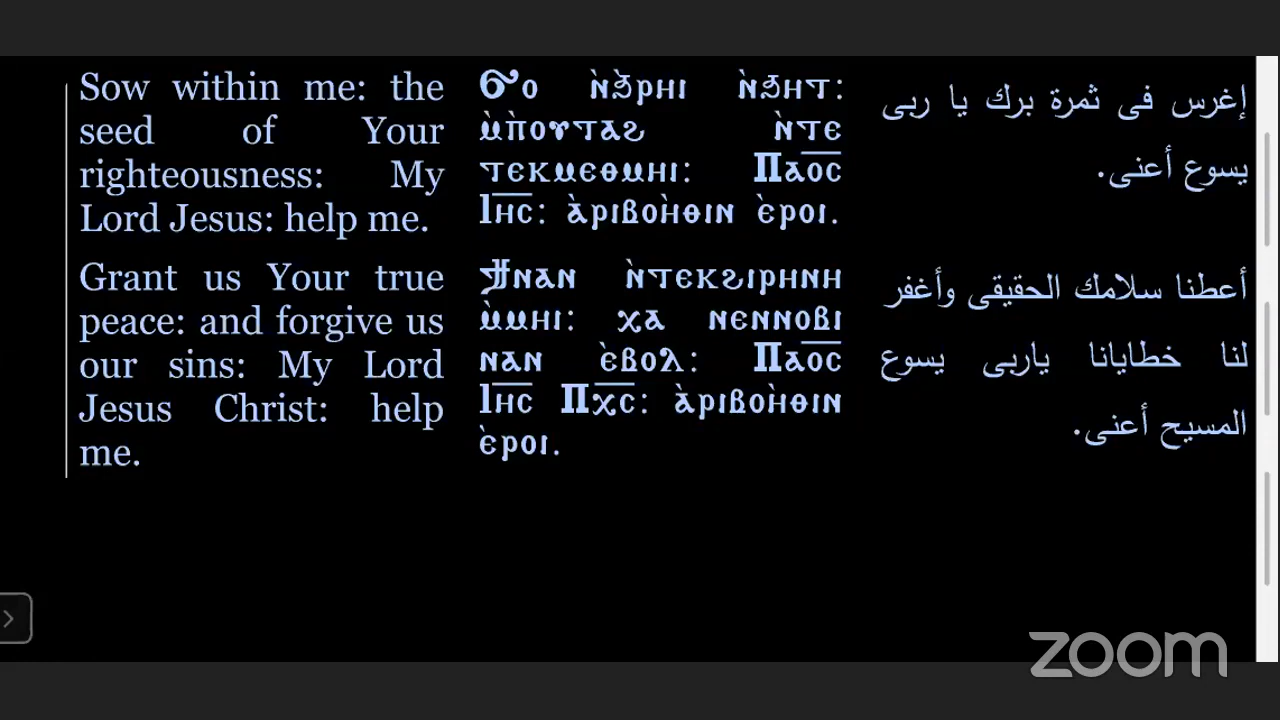 Sow within me: the
seed of Your
righteousness: My
Lord Jesus: help me.
Ϭⲟ ⲛ̀ϧⲣⲏⲓ ⲛ̀ϧⲏⲧ:
ⲙ̀ⲡ̀ⲟⲩⲧⲁϩ ⲛ̀ⲧⲉ
ⲧⲉⲕⲙⲉⲑⲙⲏⲓ: Ⲡⲁⲟ̅ⲥ̅
Ⲓⲏ̅ⲥ̅: ⲁ̀ⲣⲓⲃⲟⲏ̀ⲑⲓⲛ ⲉ̀ⲣⲟⲓ.
إغرس فى ثمرة برك يا ربى
يسوع أعنى.
Grant us Your true
peace: and forgive us
our sins: My Lord
Jesus Christ: help
me.
Ϯⲛⲁⲛ ⲛ̀ⲧⲉⲕϩⲓⲣⲏⲛⲏ
ⲙ̀ⲙⲏⲓ: ⲭⲁ ⲛⲉⲛⲛⲟⲃⲓ
ⲛⲁⲛ ⲉ̀ⲃⲟⲗ: Ⲡⲁⲟ̅ⲥ̅
Ⲓⲏ̅ⲥ̅ Ⲡⲭ̅ⲥ̅: ⲁ̀ⲣⲓⲃⲟⲏ̀ⲑⲓⲛ
ⲉ̀ⲣⲟⲓ.
أعطنا سلامك الحقيقى وأغفر
لنا خطايانا ياربى يسوع
المسيح أعنى.
zoom